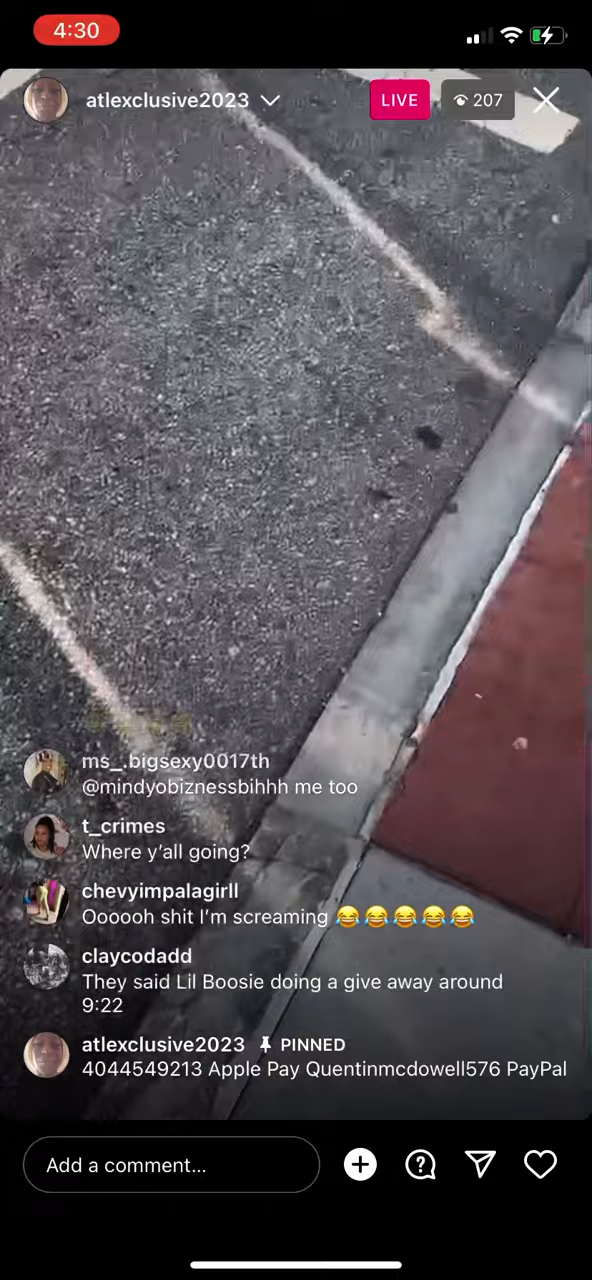 4:30
atlexclusive2023
LIVE
207
ms_.bigsexy0017th
@mindyobiznessbihhh me too
t_crimes
Where y'all going?
chevyimpalagirll
Oooooh shit I'm screaming 😂😂😂😂😂
claycodadd
They said Lil Boosie doing a give away around
9:22
atlexclusive2023 PINNED
4044549213 Apple Pay Quentinmcdowell576 PayPal
Add a comment...